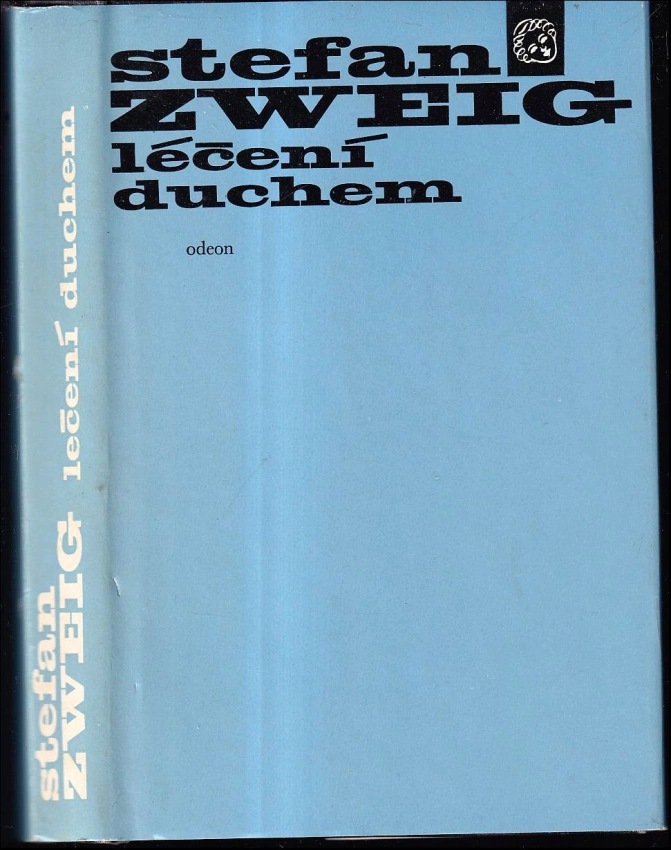 stefan
ZWEIG
léčení
duchem
odeon
stefan
ZWEIG léčení duchem